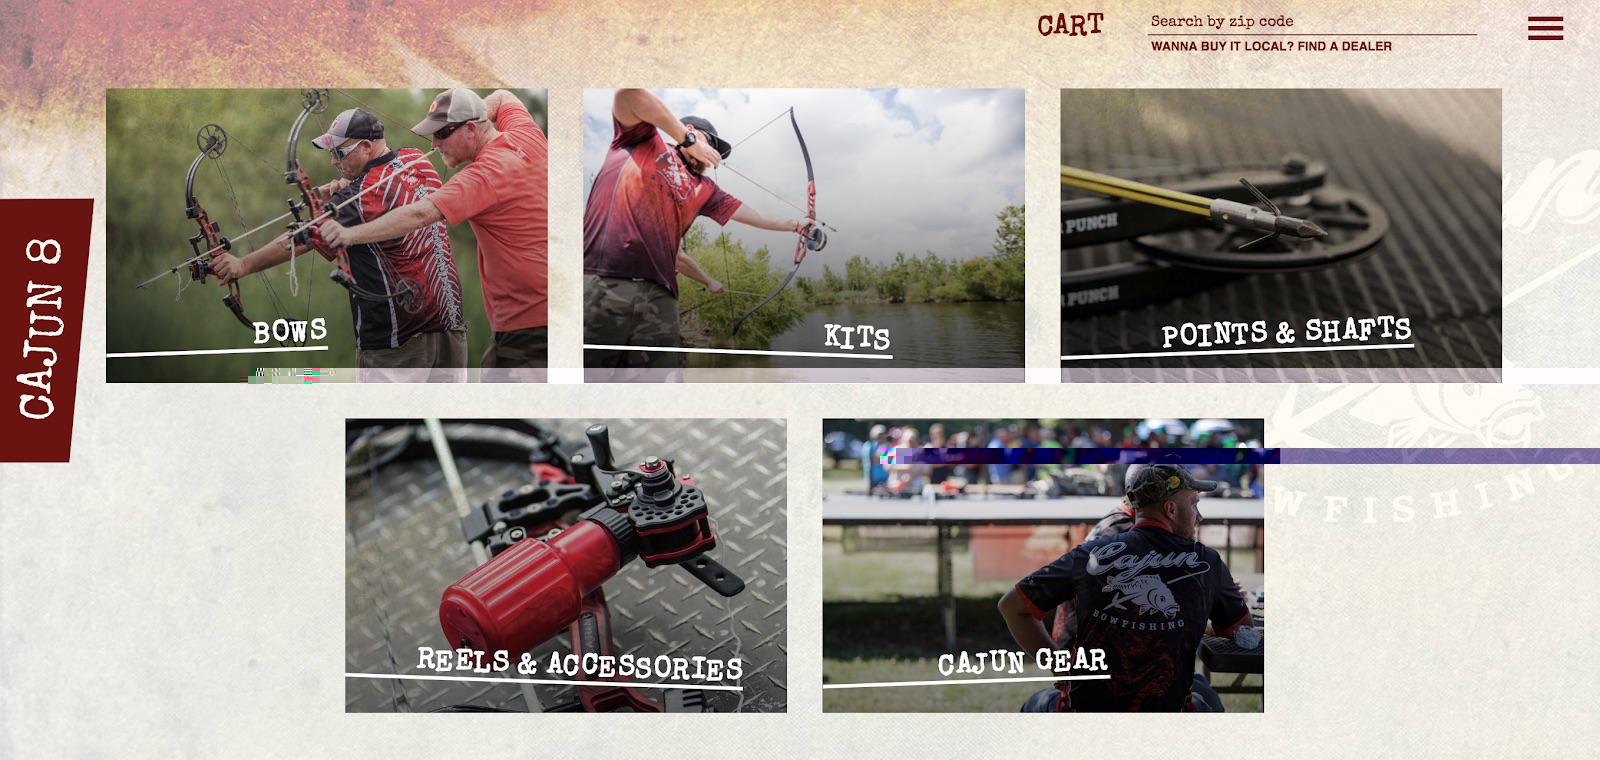 CART
Search by zip code
WANNA BUY IT LOCAL? FIND A DEALER
CAJUN 8
BOWS
KITS
PUNCH
PUNCH
POINTS & SHAFTS
REELS & ACCESSORIES
Cajun
BOWFISHING
CAJUN GEAR
WFISHING